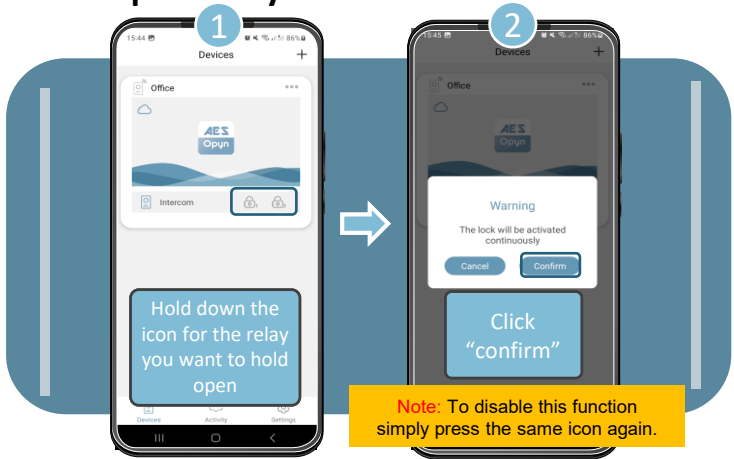 1
15:44
86%
Devices
+
Office
AES
Opyn
Intercom
1
2
Hold down the
icon for the relay
you want to hold
open
Devices
Activity
Settings
2
15:45
86%
Devices
+
Office
AES
Opyn
Warning
The lock will be activated
continuously
Cancel
Confirm
Click
“confirm”
Note: To disable this function
simply press the same icon again.